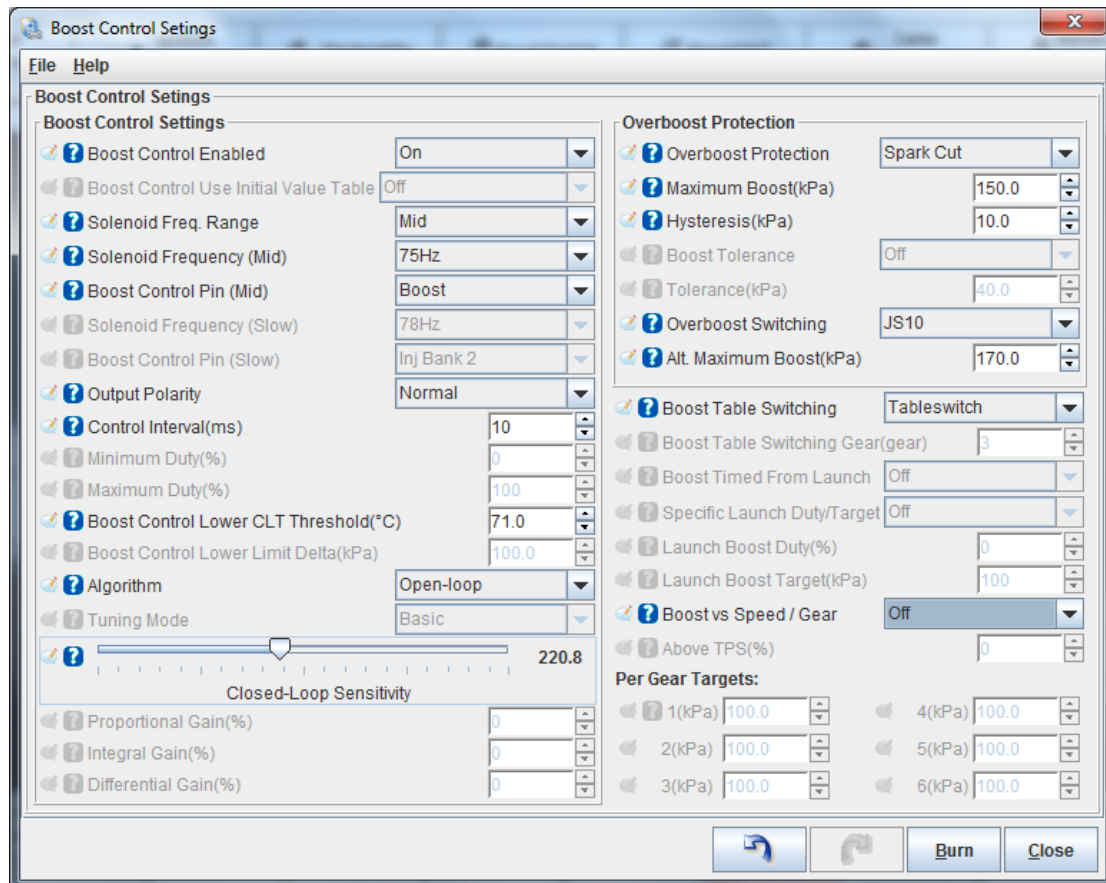 Boost Control Setings
File Help
Boost Control Setings
Boost Control Settings
Boost Control Enabled On
Boost Control Use Initial Value Table Off
Solenoid Freq. Range Mid
Solenoid Frequency (Mid) 75Hz
Boost Control Pin (Mid) Boost
Solenoid Frequency (Slow) 78Hz
Boost Control Pin (Slow) Inj Bank 2
Output Polarity Normal
Control Interval(ms) 10
Minimum Duty(%) 0
Maximum Duty(%) 100
Boost Control Lower CLT Threshold(°C) 71.0
Boost Control Lower Limit Delta(kPa) 100.0
Algorithm Open-loop
Tuning Mode Basic
220.8
Closed-Loop Sensitivity
Proportional Gain(%) 0
Integral Gain(%) 0
Differential Gain(%) 0
Overboost Protection
Overboost Protection Spark Cut
Maximum Boost(kPa) 150.0
Hysteresis(kPa) 10.0
Boost Tolerance Off
Tolerance(kPa) 40.0
Overboost Switching JS10
Alt. Maximum Boost(kPa) 170.0
Boost Table Switching Tableswitch
Boost Table Switching Gear(gear) 3
Boost Timed From Launch Off
Specific Launch Duty/Target Off
Launch Boost Duty(%) 0
Launch Boost Target(kPa) 100
Boost vs Speed / Gear Off
Above TPS(%) 0
Per Gear Targets:
1(kPa) 100.0 4(kPa) 100.0
2(kPa) 100.0 5(kPa) 100.0
3(kPa) 100.0 6(kPa) 100.0
Burn Close